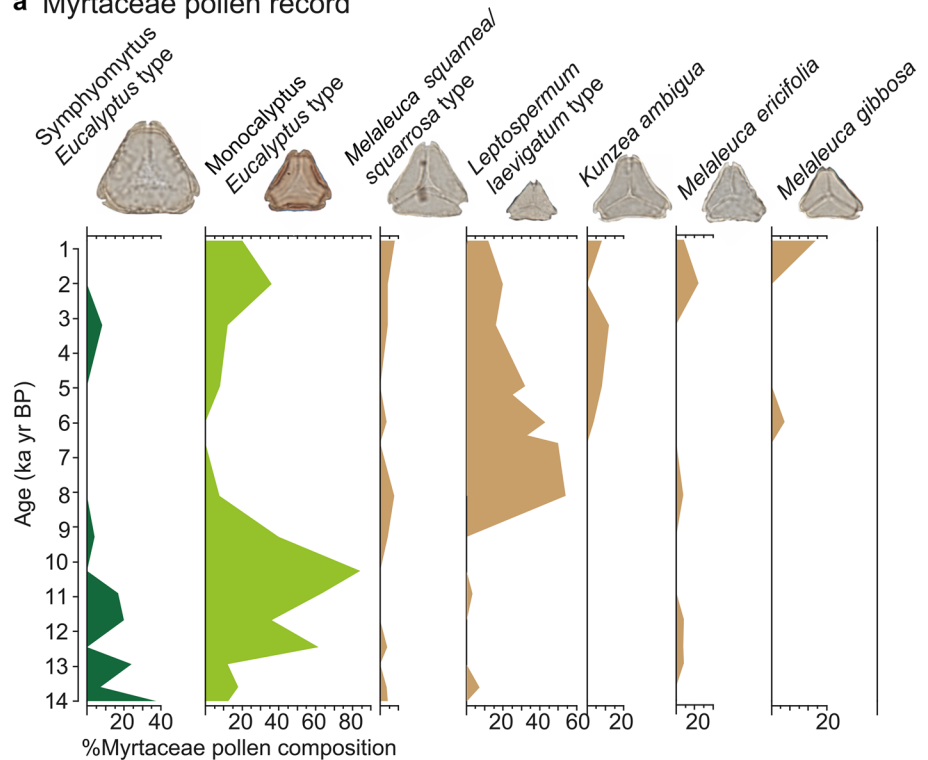 a Myrtaceae pollen record
Symphyomyrtus
Eucalyptus type
Monocalyptus
Eucalyptus type
Melaleuca squamea/
squarrosa type
Leptospermum
laevigatum type
Kunzea ambigua
Melaleuca ericifolia
Melaleuca gibbosa
Age (ka yr BP)
1
2
3
4
5
6
7
8
9
10
11
12
13
14
20 40
20 40 60 80
20 40 60
20
20
20
%Myrtaceae pollen composition